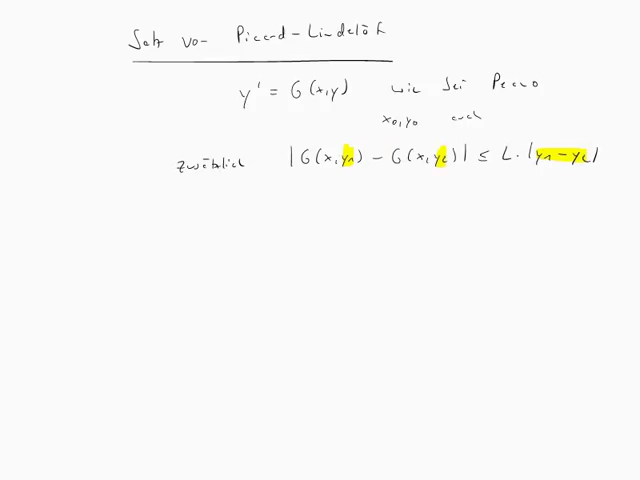 Satz von Picard-Lindelöf
y' = G(x,y) wie bei Peano
x₀,y₀ auch
zusätzlich |G(x,y₁) - G(x,y₂)| ≤ L·|y₁ - y₂|